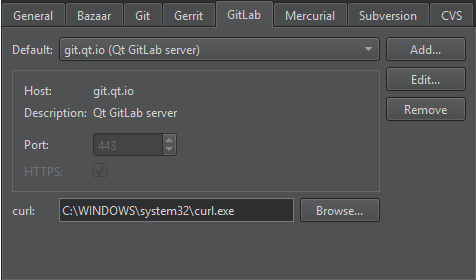 General Bazaar Git Gerrit GitLab Mercurial Subversion CVS
Default: git.qt.io (Qt GitLab server) Add...
Edit...
Host: git.qt.io
Remove
Description: Qt GitLab server
Port: 443
HTTPS:
curl: C:\WINDOWS\system32\curl.exe Browse...